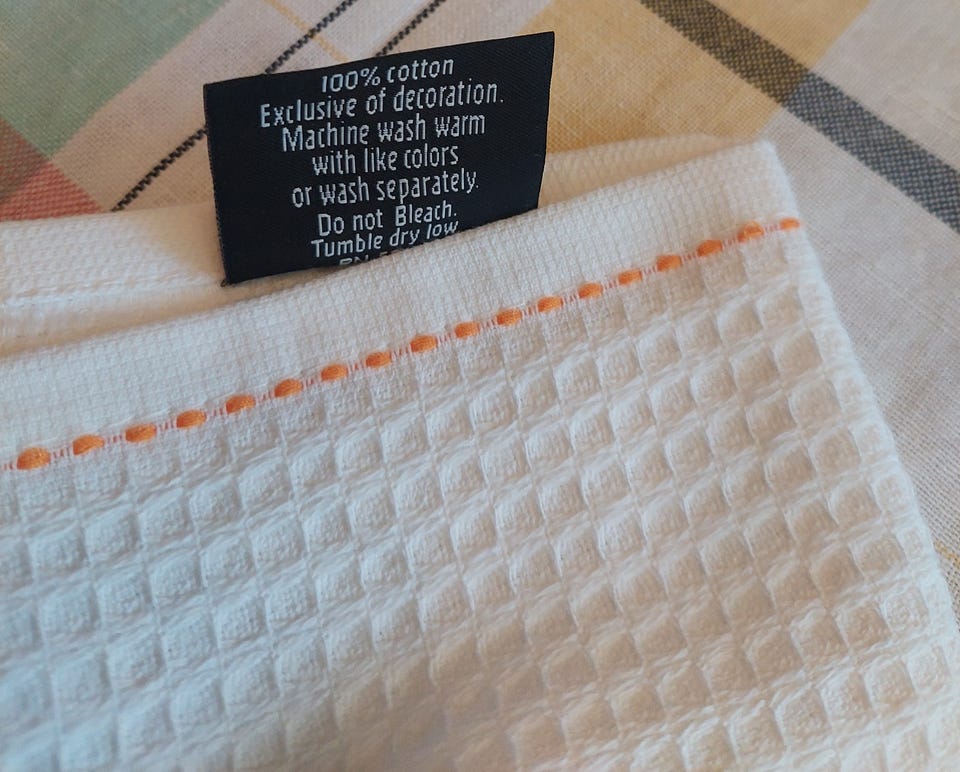 100% cotton
Exclusive of decoration.
Machine wash warm
with like colors
or wash separately.
Do not Bleach.
Tumble dry low